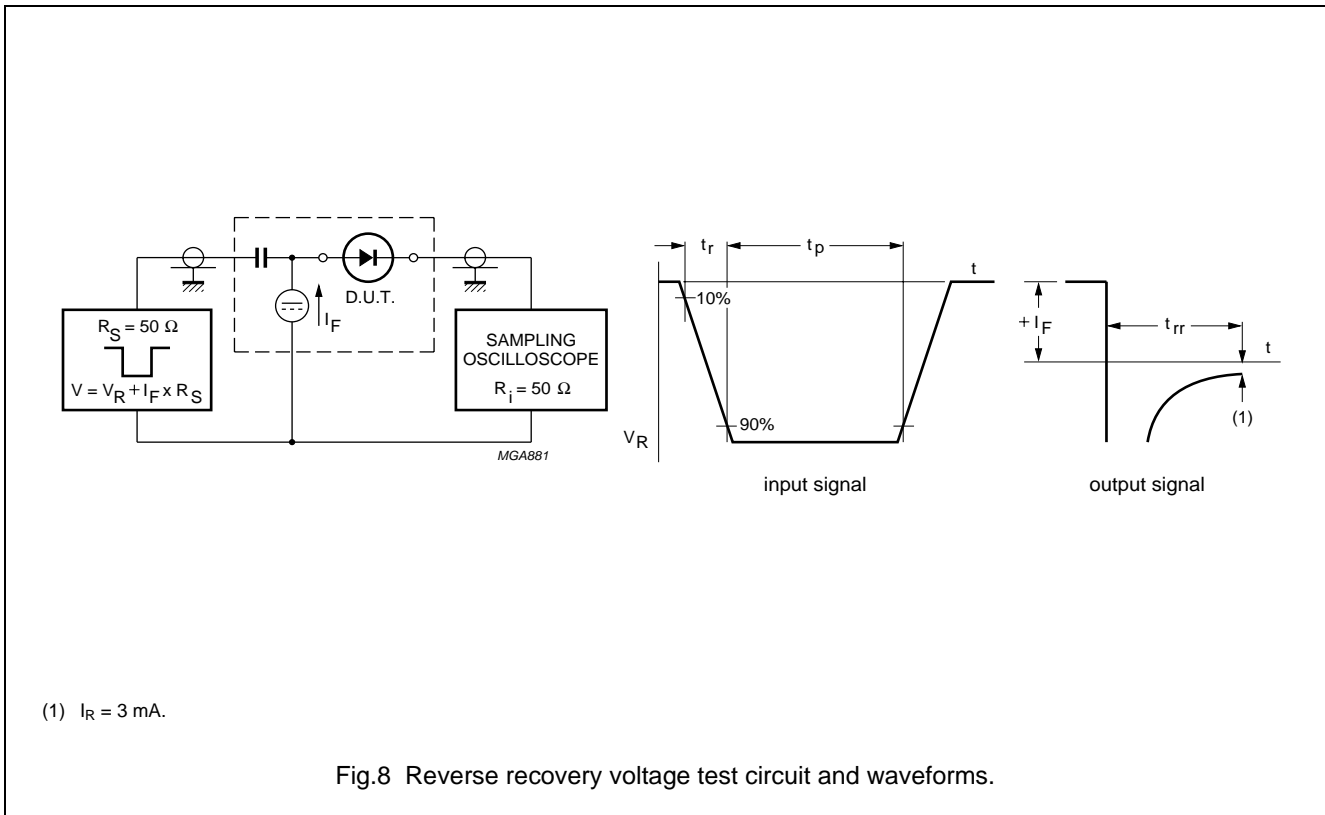 R_S = 50 Ω
V = V_R + I_F x R_S
I_F
D.U.T.
SAMPLING
OSCILLOSCOPE
R_i = 50 Ω
MGA881
t_r
t_p
t
10%
90%
V_R
input signal
+ I_F
t_rr
t
(1)
output signal
(1) I_R = 3 mA.
Fig.8 Reverse recovery voltage test circuit and waveforms.